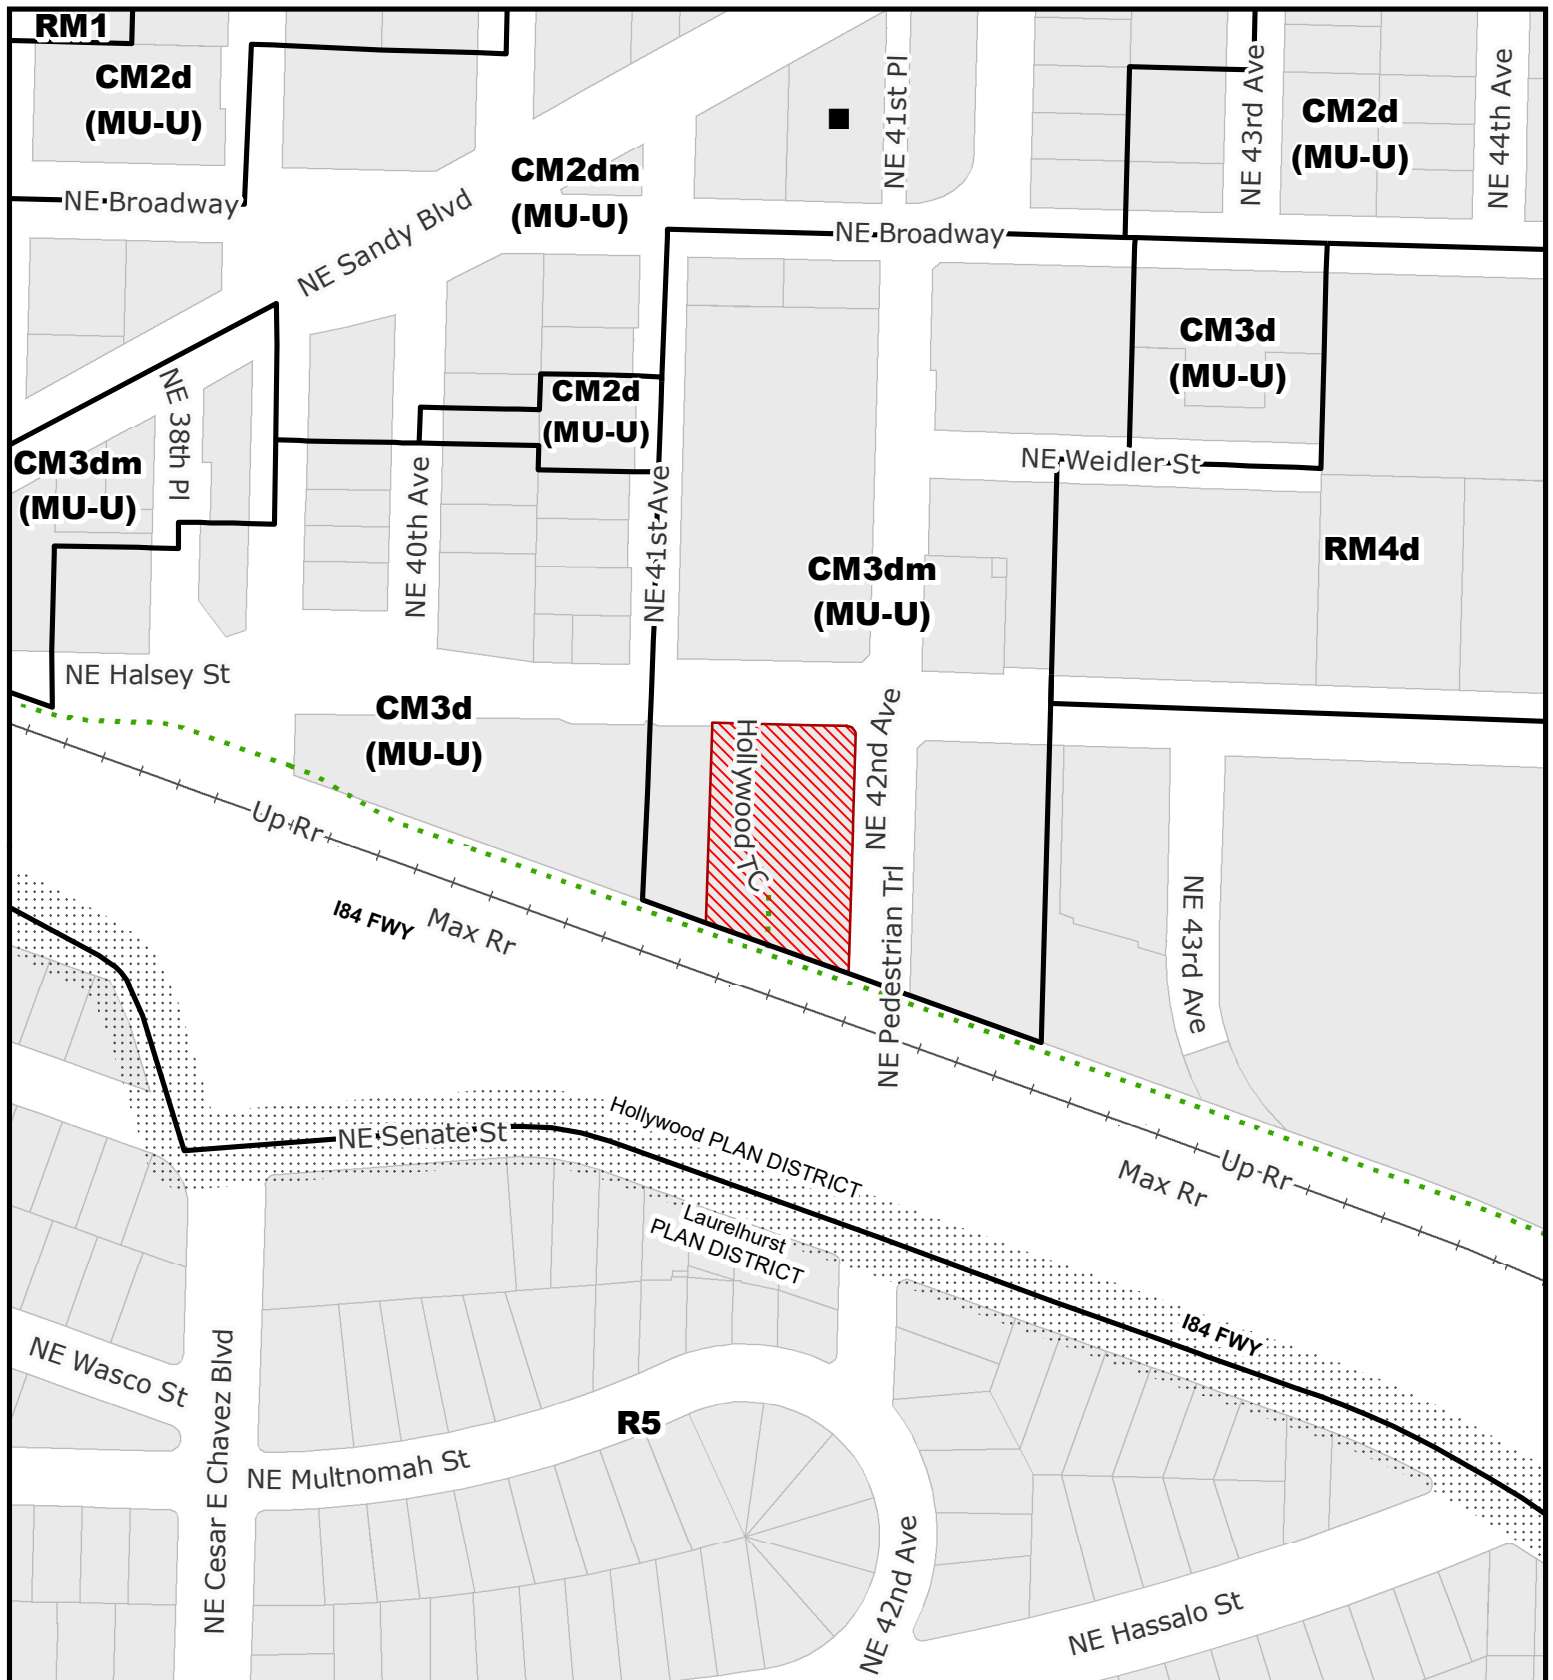 RM1
CM2d
(MU-U)
NE Broadway
NE Sandy Blvd
CM2dm
(MU-U)
NE 41st Pl
NE 43rd Ave
CM2d
(MU-U)
NE 44th Ave
NE Broadway
CM3d
(MU-U)
NE 38th Pl
CM2d
(MU-U)
CM3dm
(MU-U)
NE 40th Ave
NE 41st Ave
NE Weidler St
CM3dm
(MU-U)
RM4d
NE Halsey St
CM3d
(MU-U)
Hollywood TC
NE 42nd Ave
Up Rr
I84 FWY
Max Rr
NE Pedestrian Trl
NE 43rd Ave
NE Senate St
Hollywood PLAN DISTRICT
Laurelhurst
PLAN DISTRICT
Max Rr
Up Rr
I84 FWY
NE Wasco St
NE Cesar E Chavez Blvd
R5
NE Multnomah St
NE 42nd Ave
NE Hassalo St